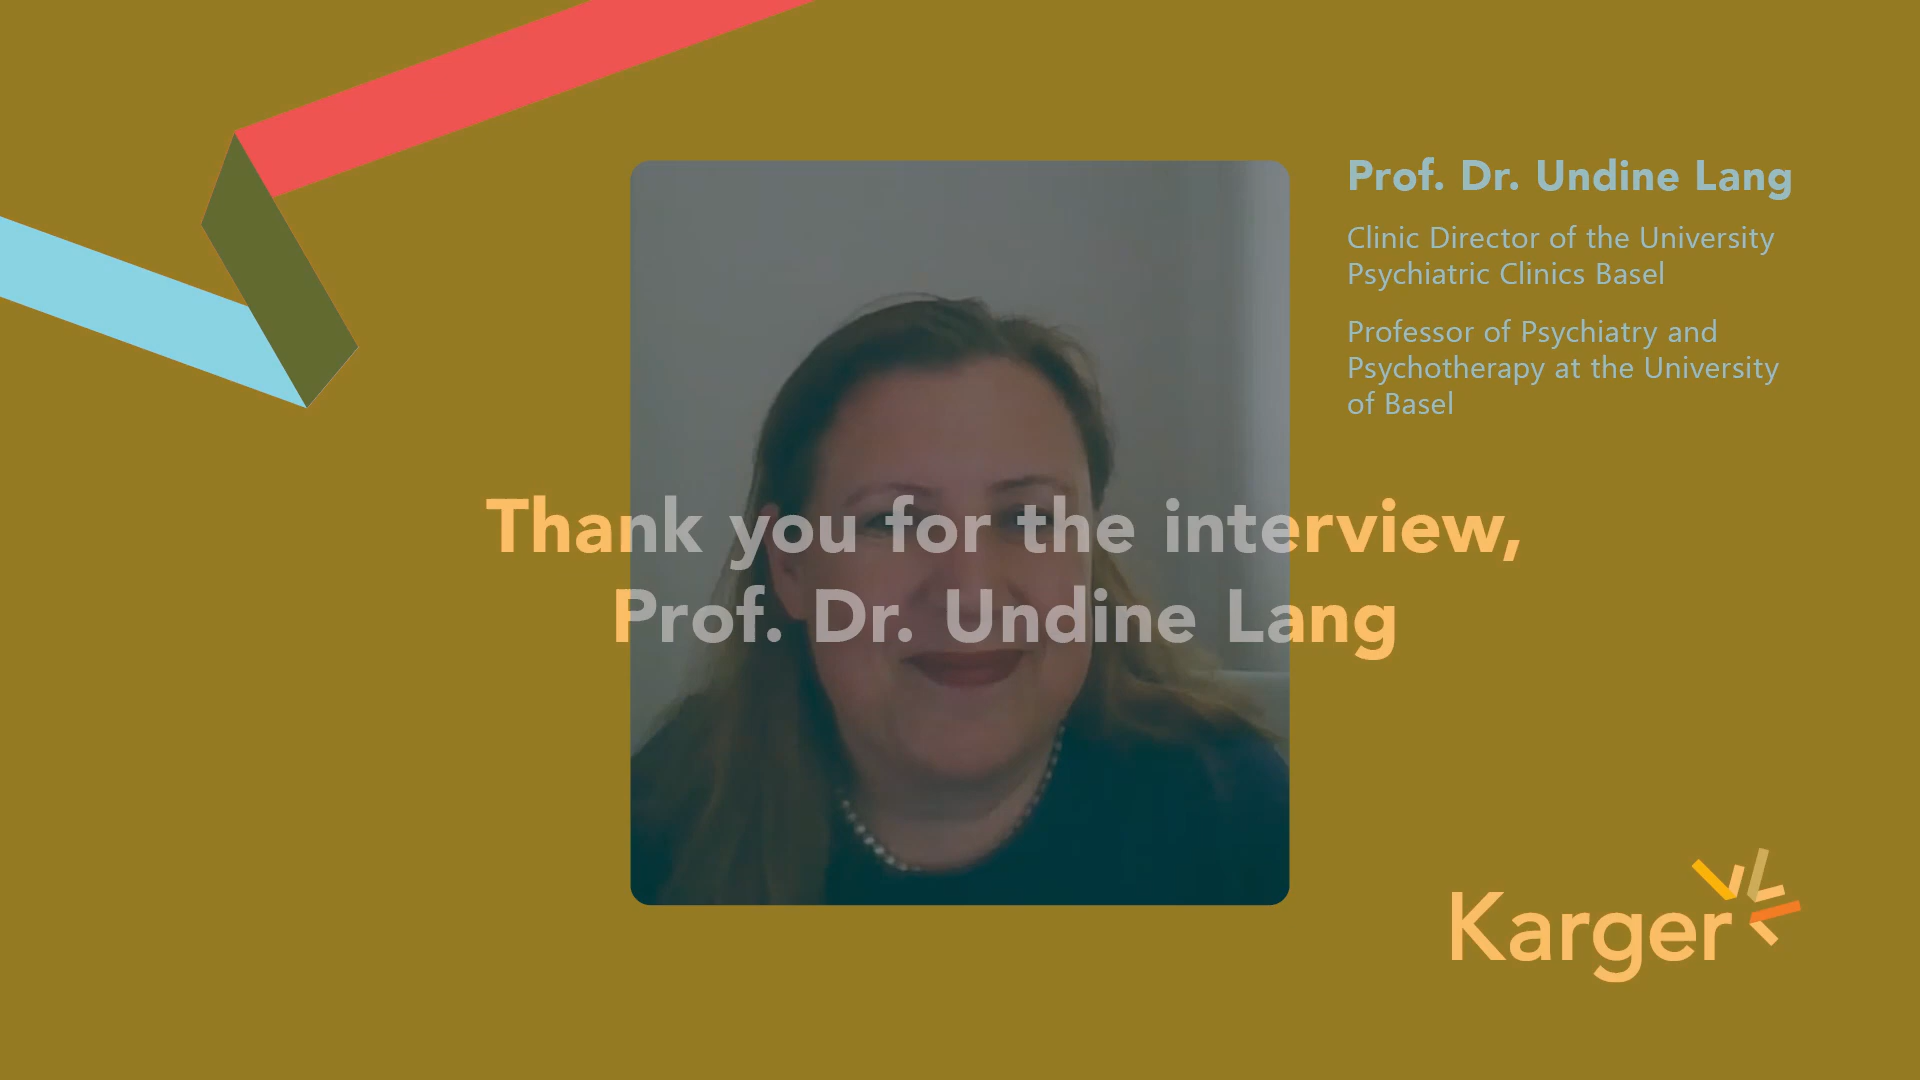 Prof. Dr. Undine Lang
Clinic Director of the University
Psychiatric Clinics Basel
Professor of Psychiatry and
Psychotherapy at the University
of Basel
Thank you for the interview,
Prof. Dr. Undine Lang
Karger